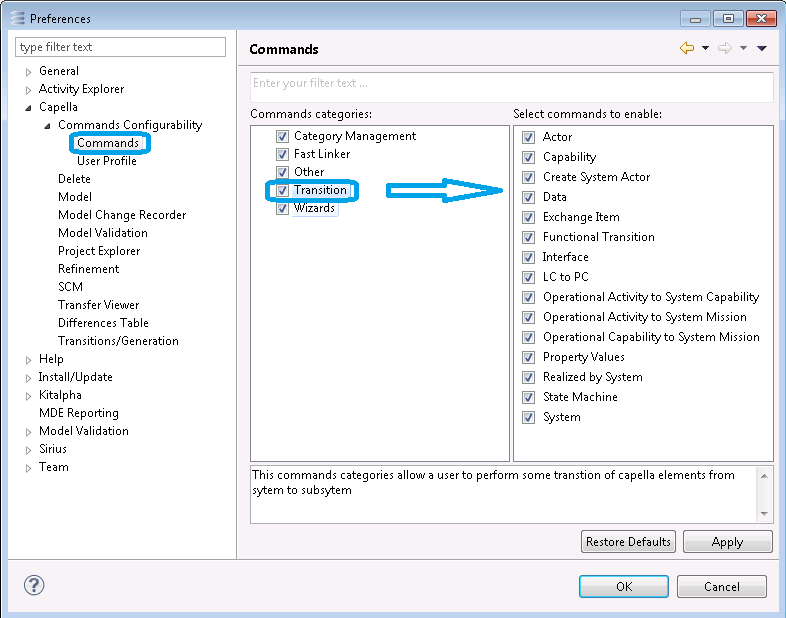 Preferences
type filter text
General
Activity Explorer
Capella
Commands Configurability
Commands
User Profile
Delete
Model
Model Change Recorder
Model Validation
Project Explorer
Refinement
SCM
Transfer Viewer
Differences Table
Transitions/Generation
Help
Install/Update
Kitalpha
MDE Reporting
Model Validation
Sirius
Team
Commands
Enter your filter text ...
Commands categories:
Category Management
Fast Linker
Other
Transition
Wizards
Select commands to enable:
Actor
Capability
Create System Actor
Data
Exchange Item
Functional Transition
Interface
LC to PC
Operational Activity to System Capability
Operational Activity to System Mission
Operational Capability to System Mission
Property Values
Realized by System
State Machine
System
This commands categories allow a user to perform some transtion of capella elements from
sytem to subsytem
Restore Defaults
Apply
?
OK
Cancel